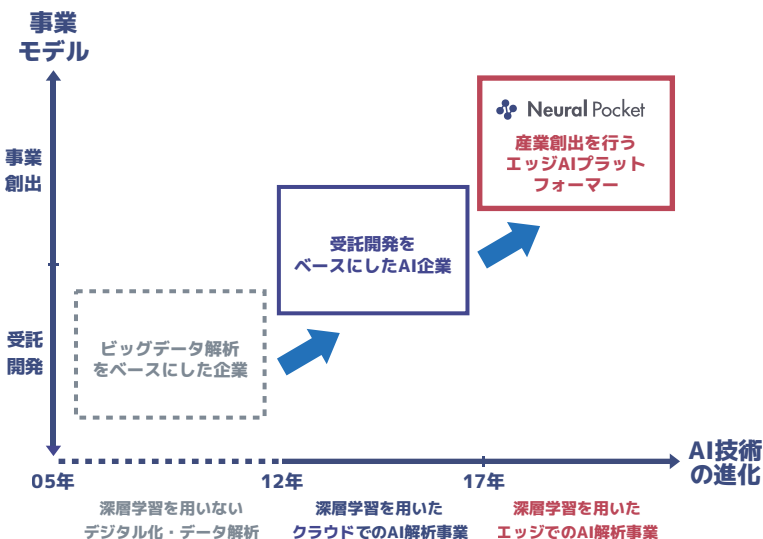 事業
モデル
事業
創出
受託
開発
Neural Pocket
産業創出を行う
エッジAIプラット
フォーマー
受託開発を
ベースにしたAI企業
ビッグデータ解析
をベースにした企業
AI技術
の進化
05年
12年
17年
深層学習を用いない
デジタル化・データ解析
深層学習を用いた
クラウドでのAI解析事業
深層学習を用いた
エッジでのAI解析事業